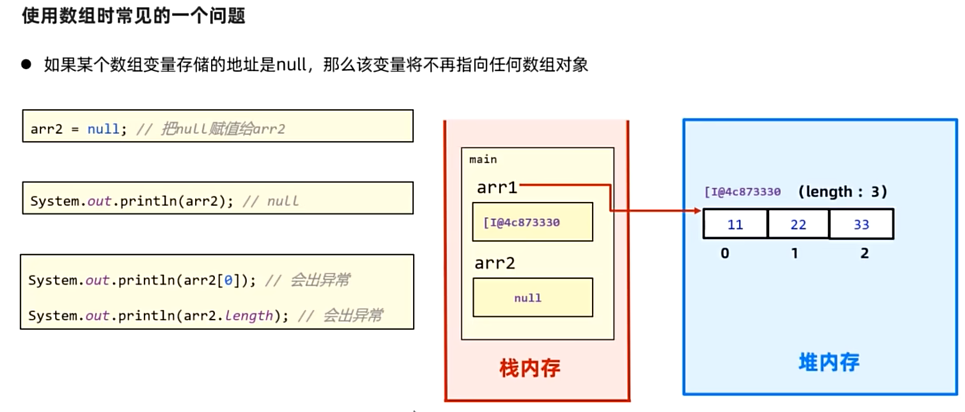 使用数组时常见的一个问题
● 如果某个数组变量存储的地址是null，那么该变量将不再指向任何数组对象
arr2 = null; // 把null赋值给arr2
System.out.println(arr2); // null
System.out.println(arr2[0]); // 会出异常
System.out.println(arr2.length); // 会出异常
main
arr1
[I@4c873330
arr2
null
栈内存
[I@4c873330 (length : 3)
11 22 33
0 1 2
堆内存